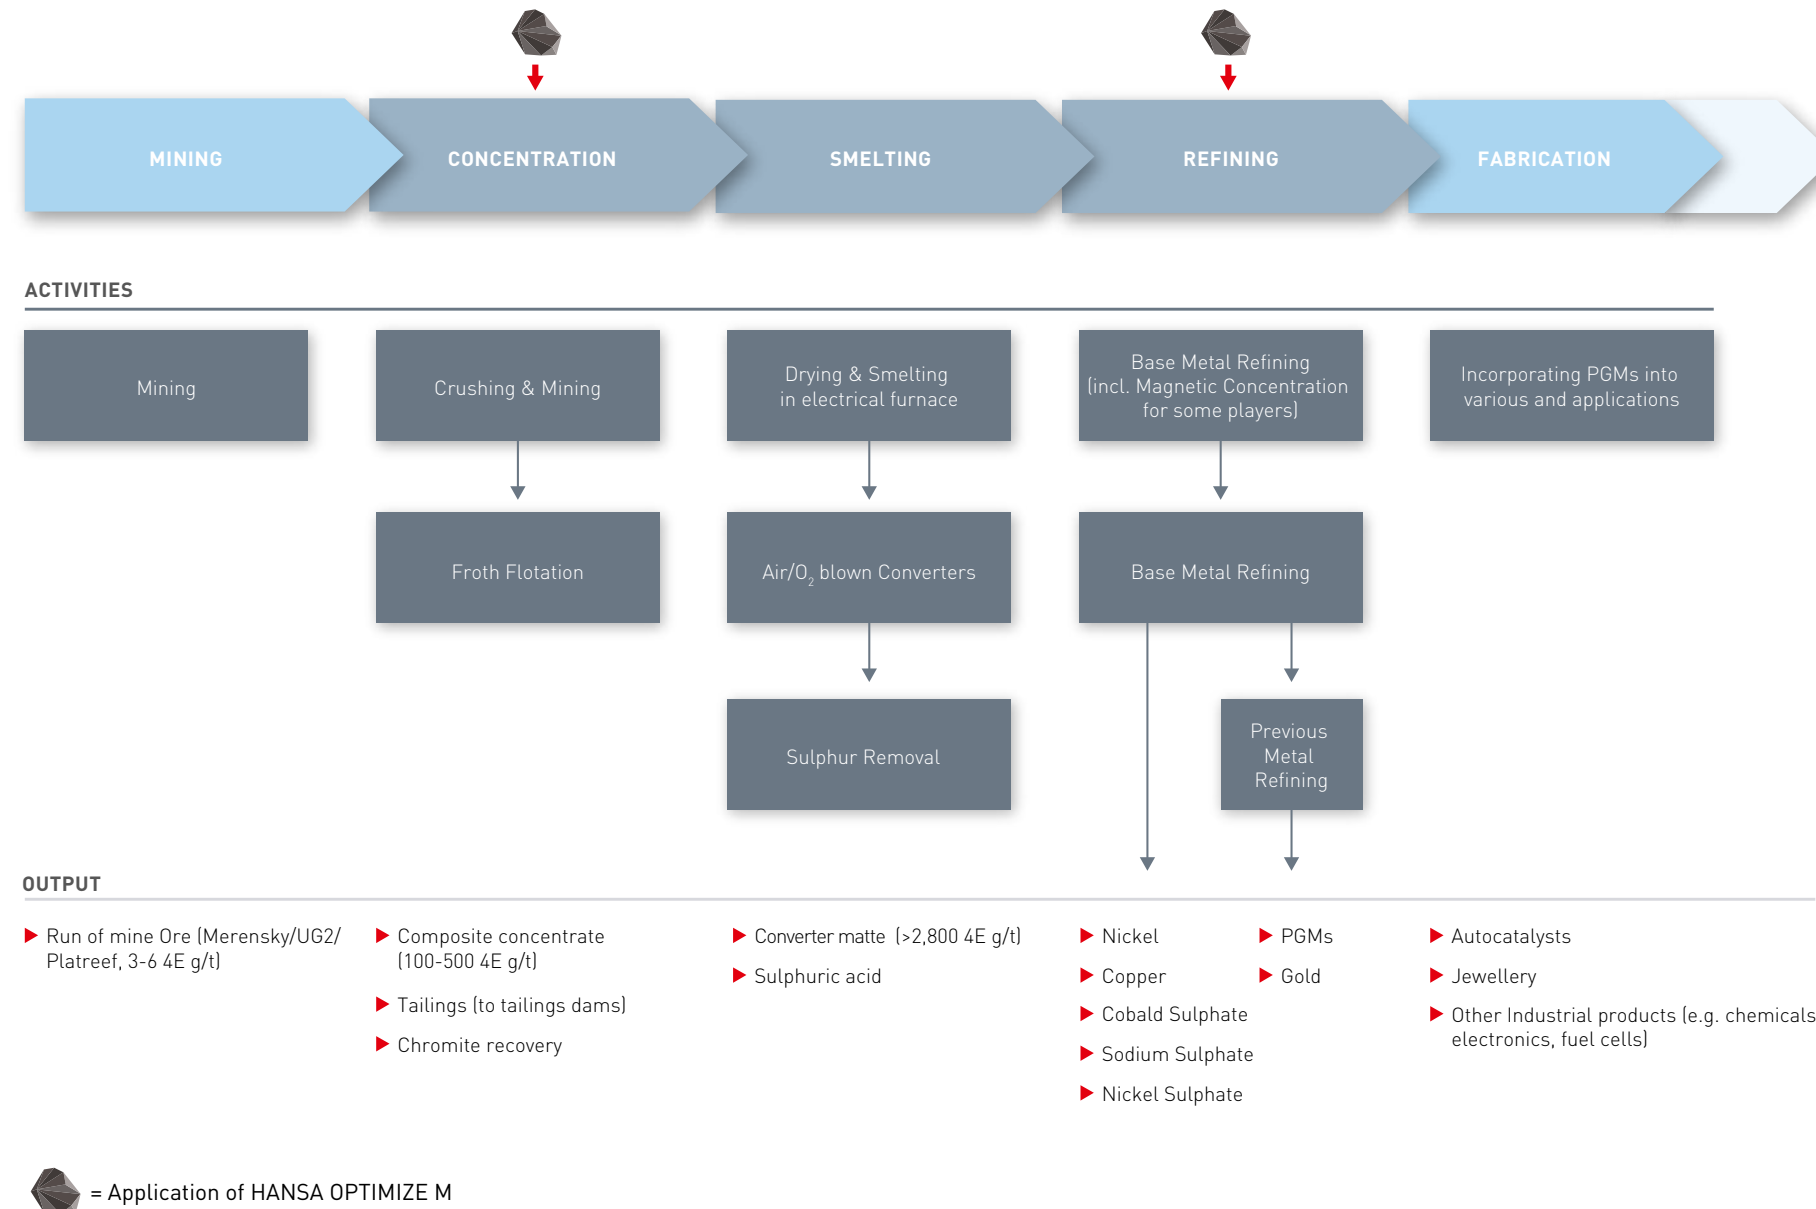 MINING
CONCENTRATION
SMELTING
REFINING
FABRICATION
ACTIVITIES
Mining
Crushing & Mining
Drying & Smelting
in electrical furnace
Base Metal Refining
(incl. Magnetic Concentration
for some players)
Incorporating PGMs into
various and applications
Froth Flotation
Air/O₂ blown Converters
Base Metal Refining
Sulphur Removal
Previous
Metal
Refining
OUTPUT
Run of mine Ore (Merensky/UG2/
Platreef, 3-6 4E g/t)
Composite concentrate
(100-500 4E g/t)
Tailings (to tailings dams)
Chromite recovery
Converter matte (>2,800 4E g/t)
Sulphuric acid
Nickel
Copper
Cobald Sulphate
Sodium Sulphate
Nickel Sulphate
PGMs
Gold
Autocatalysts
Jewellery
Other Industrial products (e.g. chemicals
electronics, fuel cells)
= Application of HANSA OPTIMIZE M